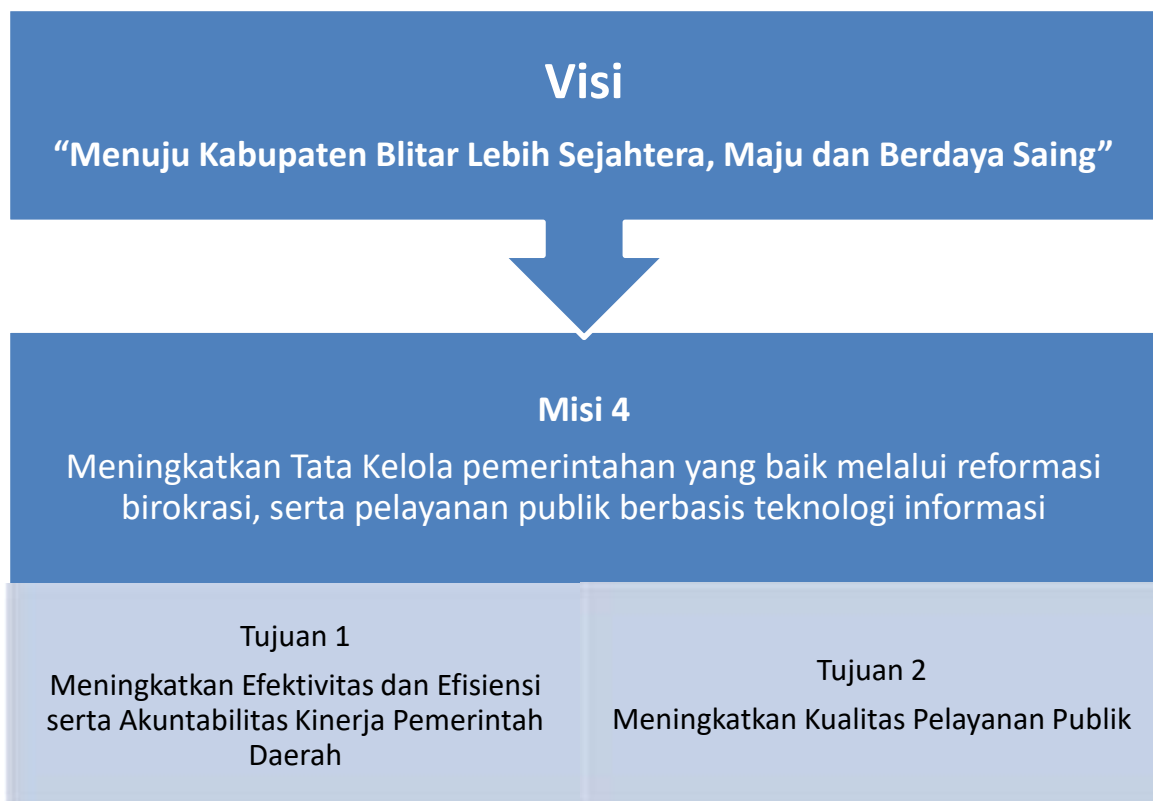 Visi
“Menuju Kabupaten Blitar Lebih Sejahtera, Maju dan Berdaya Saing”
Misi 4
Meningkatkan Tata Kelola pemerintahan yang baik melalui reformasi
birokrasi, serta pelayanan publik berbasis teknologi informasi
Tujuan 1
Meningkatkan Efektivitas dan Efisiensi
serta Akuntabilitas Kinerja Pemerintah
Daerah
Tujuan 2
Meningkatkan Kualitas Pelayanan Publik